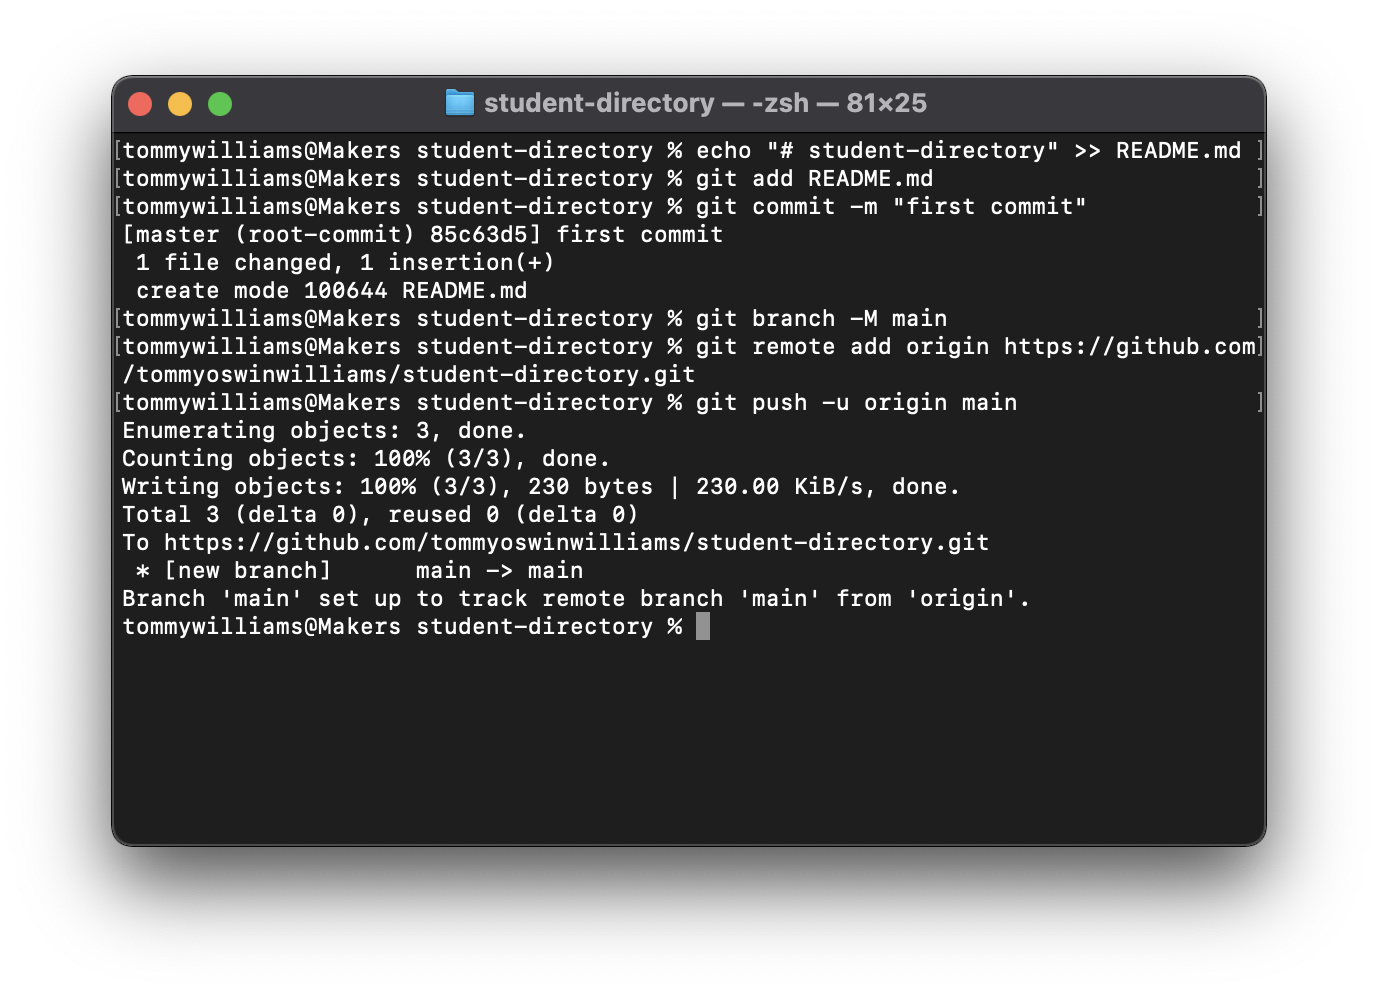 student-directory — -zsh — 81×25
[tommywilliams@Makers student-directory % echo "# student-directory" >> README.md ]
[tommywilliams@Makers student-directory % git add README.md ]
[tommywilliams@Makers student-directory % git commit -m "first commit" ]
[master (root-commit) 85c63d5] first commit
 1 file changed, 1 insertion(+)
 create mode 100644 README.md
[tommywilliams@Makers student-directory % git branch -M main ]
[tommywilliams@Makers student-directory % git remote add origin https://github.com]
/tommyoswinwilliams/student-directory.git
[tommywilliams@Makers student-directory % git push -u origin main ]
Enumerating objects: 3, done.
Counting objects: 100% (3/3), done.
Writing objects: 100% (3/3), 230 bytes | 230.00 KiB/s, done.
Total 3 (delta 0), reused 0 (delta 0)
To https://github.com/tommyoswinwilliams/student-directory.git
 * [new branch]      main -> main
Branch 'main' set up to track remote branch 'main' from 'origin'.
tommywilliams@Makers student-directory %